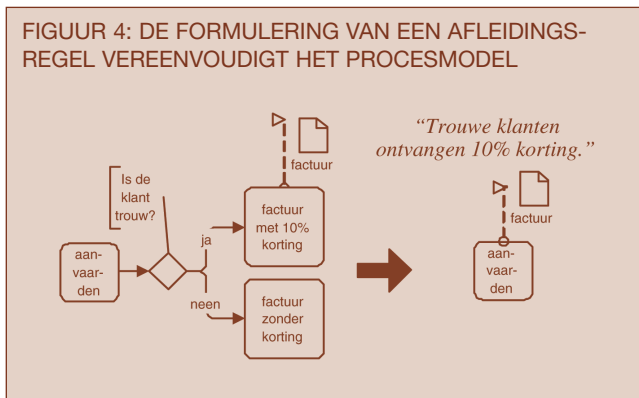 FIGUUR 4: DE FORMULERING VAN EEN AFLEIDINGS-
REGEL VEREENVOUDIGT HET PROCESMODEL
Is de
klant
trouw?
aan-
vaar-
den
ja
neen
factuur
factuur
met 10%
korting
factuur
zonder
korting
“Trouwe klanten
ontvangen 10% korting.”
factuur
aan-
vaar-
den